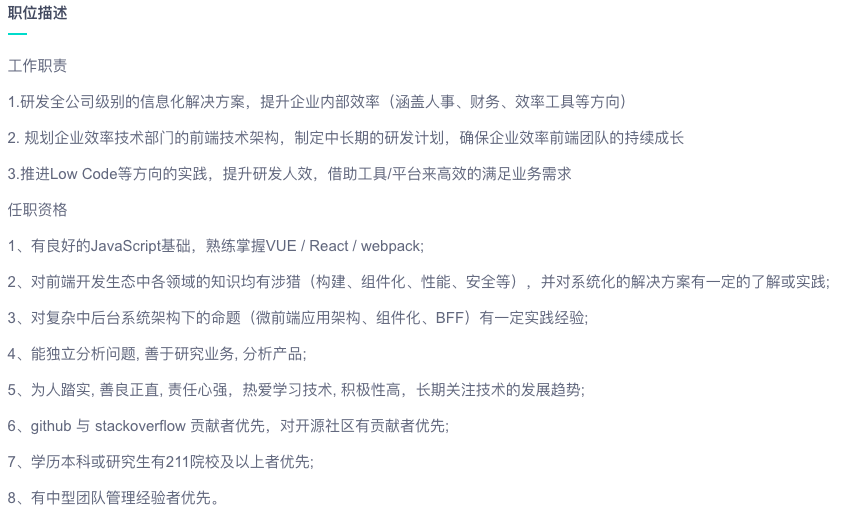 职位描述
工作职责
1.研发全公司级别的信息化解决方案，提升企业内部效率（涵盖人事、财务、效率工具等方向）
2. 规划企业效率技术部门的前端技术架构，制定中长期的研发计划，确保企业效率前端团队的持续成长
3.推进Low Code等方向的实践，提升研发人效，借助工具/平台来高效的满足业务需求
任职资格
1、有良好的JavaScript基础，熟练掌握VUE / React / webpack;
2、对前端开发生态中各领域的知识均有涉猎（构建、组件化、性能、安全等）, 并对系统化的解决方案有一定的了解或实践;
3、对复杂中后台系统架构下的命题（微前端应用架构、组件化、BFF）有一定实践经验;
4、能独立分析问题, 善于研究业务, 分析产品;
5、为人踏实, 善良正直, 责任心强，热爱学习技术, 积极性高，长期关注技术的发展趋势;
6、github 与 stackoverflow 贡献者优先，对开源社区有贡献者优先;
7、学历本科或研究生有211院校及以上者优先;
8、有中型团队管理经验者优先。